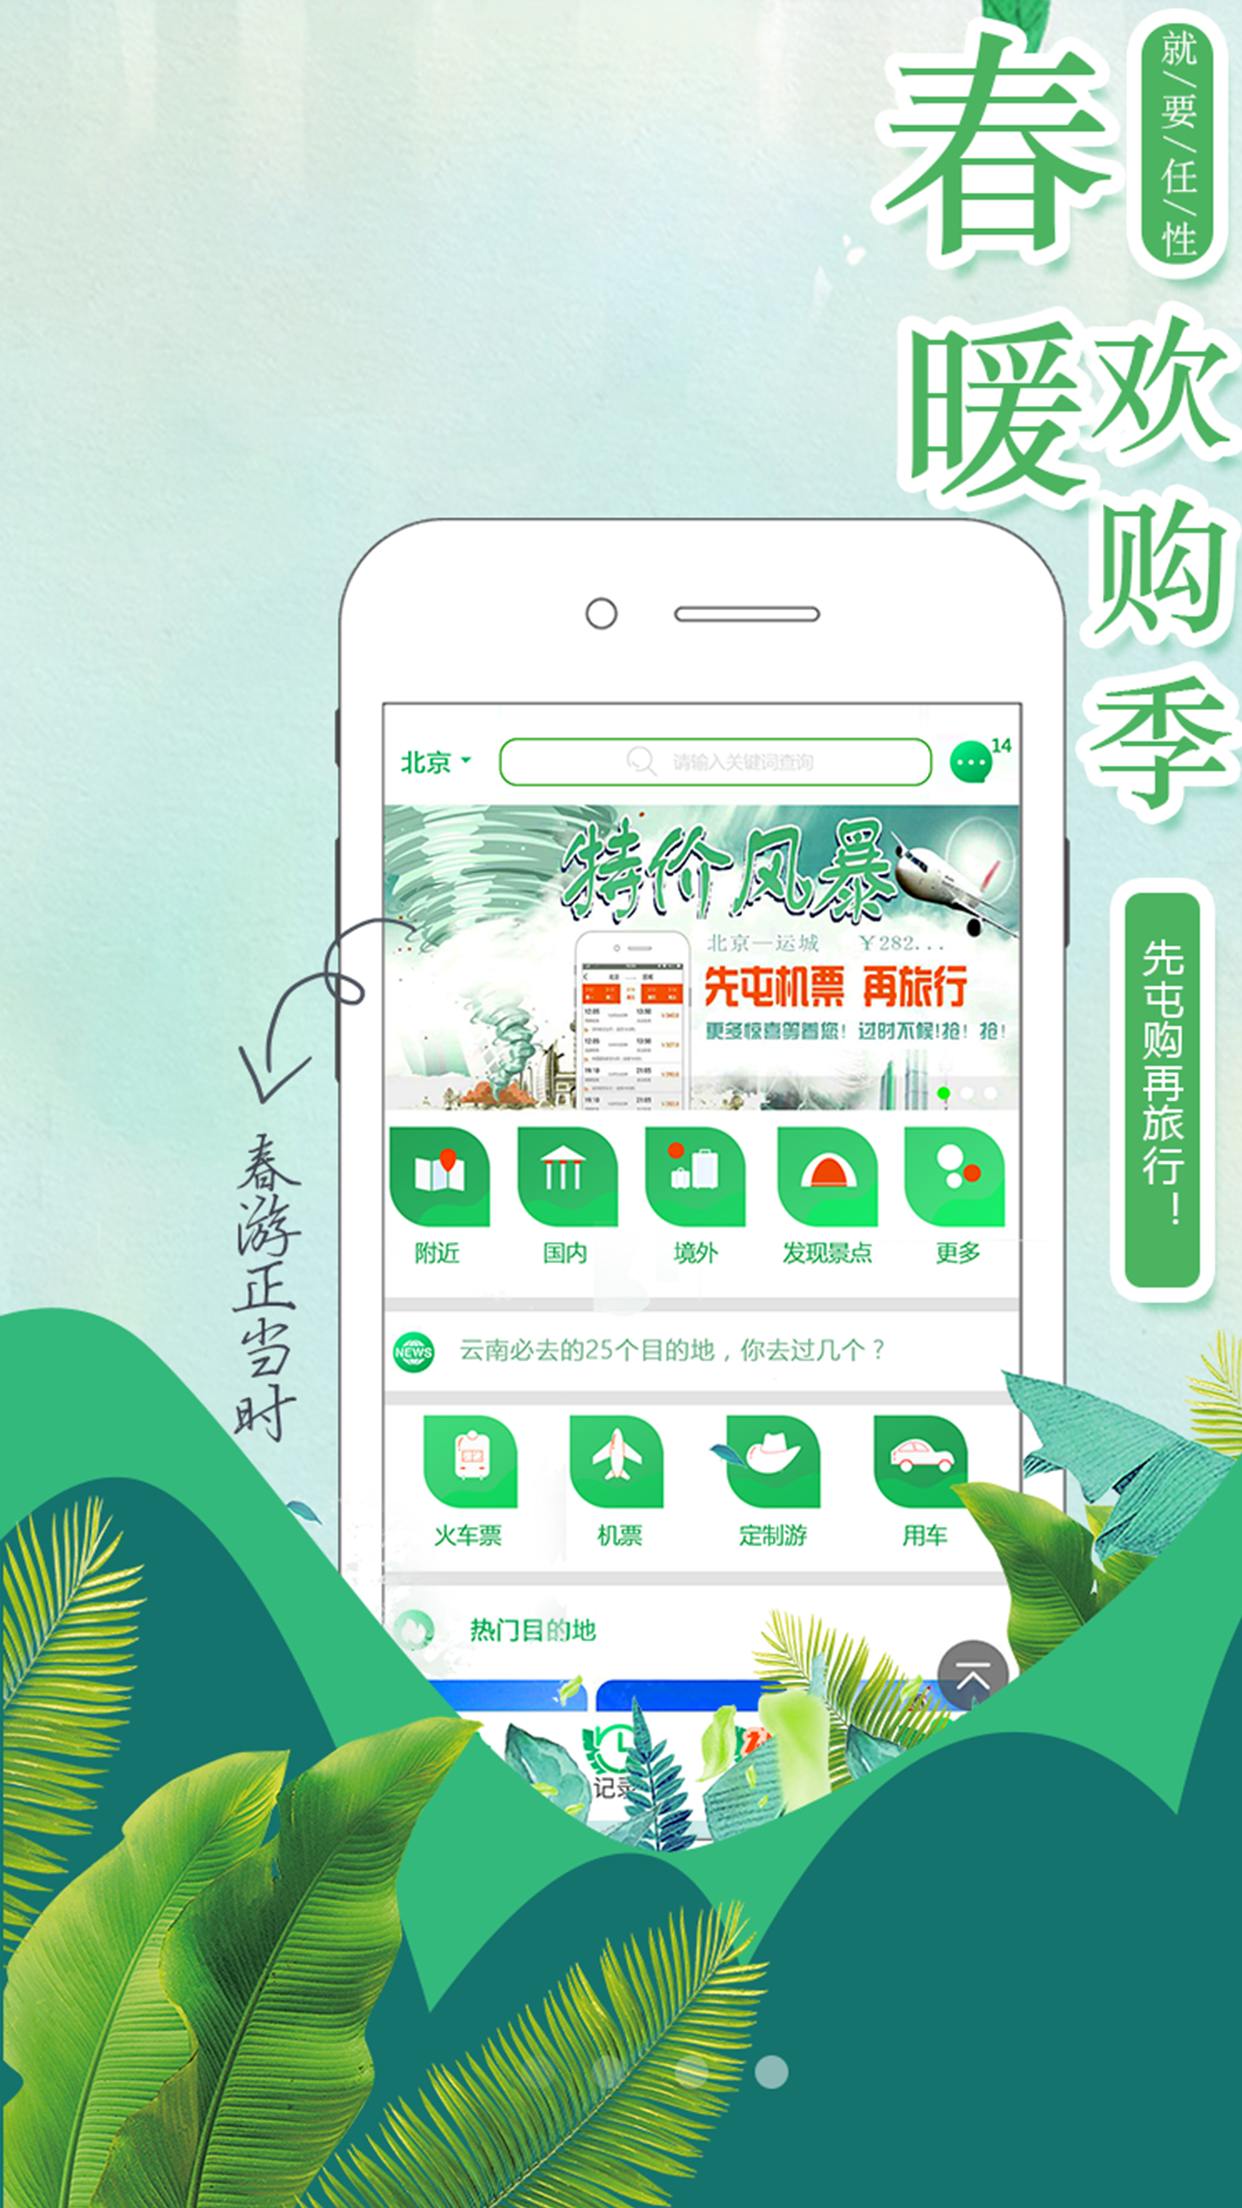 春暖
就/要/任/性
欢购季
先屯购再旅行！
北京
请输入关键词查询
14
特价风暴
北京—运城 ￥282...
先屯机票 再旅行
更多惊喜等着您！过时不候!抢！抢！
附近
国内
境外
发现景点
更多
NEWS
云南必去的25个目的地，你去过几个？
火车票
机票
定制游
用车
热门目的地
记录
春游正当时